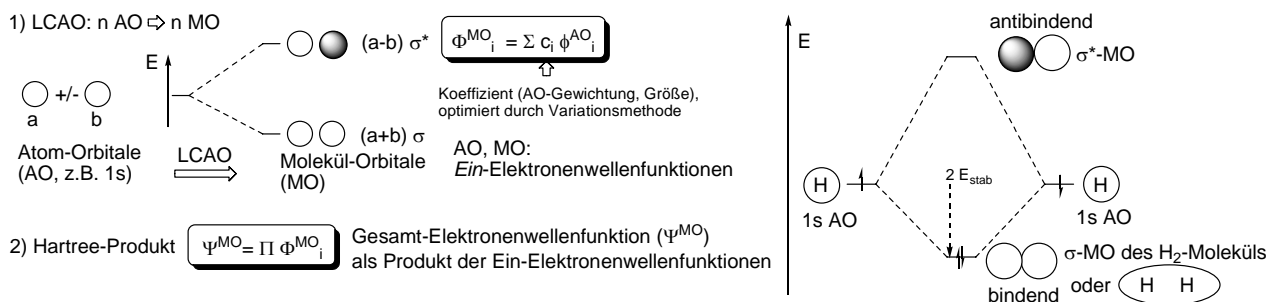 1) LCAO: n AO ⇨ n MO
E
a +/- b
(a-b) σ*
Φ^MO_i = Σ c_i ϕ^AO_i
Koeffizient (AO-Gewichtung, Größe),
optimiert durch Variationsmethode
(a+b) σ
Atom-Orbitale
(AO, z.B. 1s)
LCAO
Molekül-Orbitale
(MO)
AO, MO:
Ein-Elektronenwellenfunktionen
2) Hartree-Produkt
Ψ^MO = Π Φ^MO_i
Gesamt-Elektronenwellenfunktion (Ψ^MO)
als Produkt der Ein-Elektronenwellenfunktionen
E
antibindend
σ*-MO
H
1s AO
2 E_stab
H
1s AO
σ-MO des H₂-Moleküls
oder H H
bindend